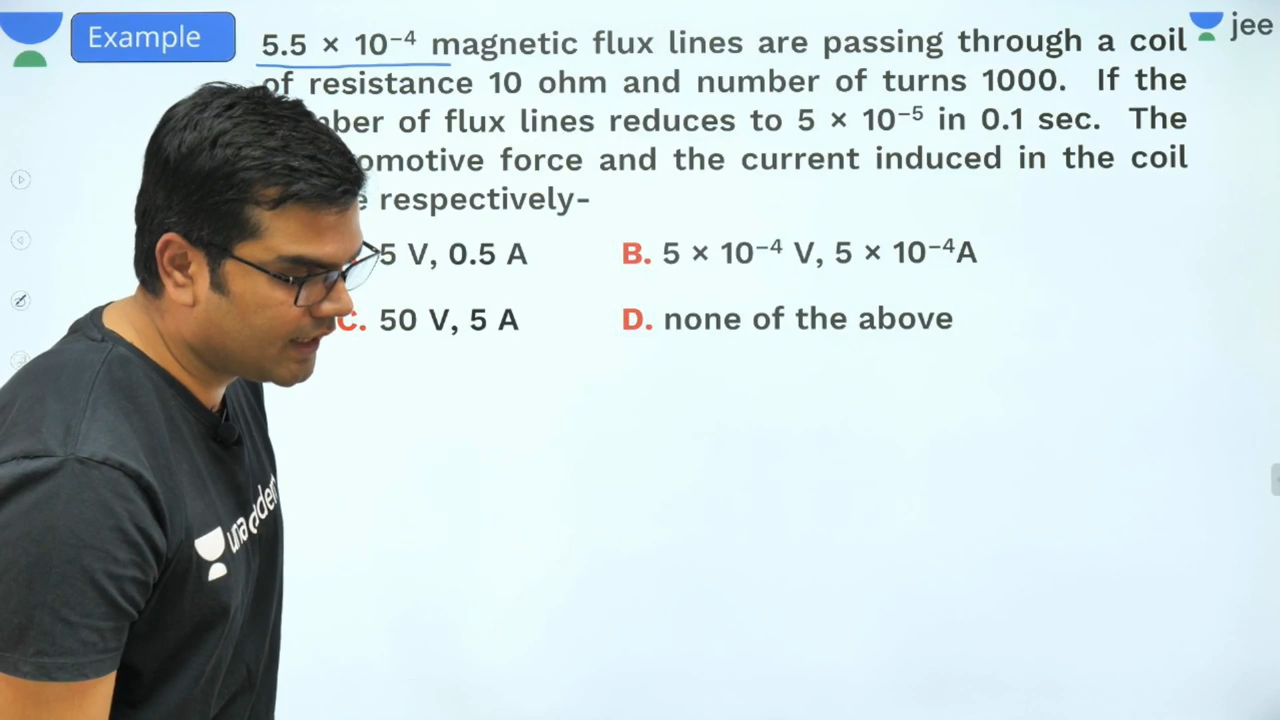 Example
5.5 × 10⁻⁴ magnetic flux lines are passing through a coil
of resistance 10 ohm and number of turns 1000. If the
of flux lines reduces to 5 × 10⁻⁵ in 0.1 sec. The
force and the current induced in the coil
respectively-
5 V, 0.5 A
B. 5 × 10⁻⁴ V, 5 × 10⁻⁴A
C. 50 V, 5 A
D. none of the above
jee